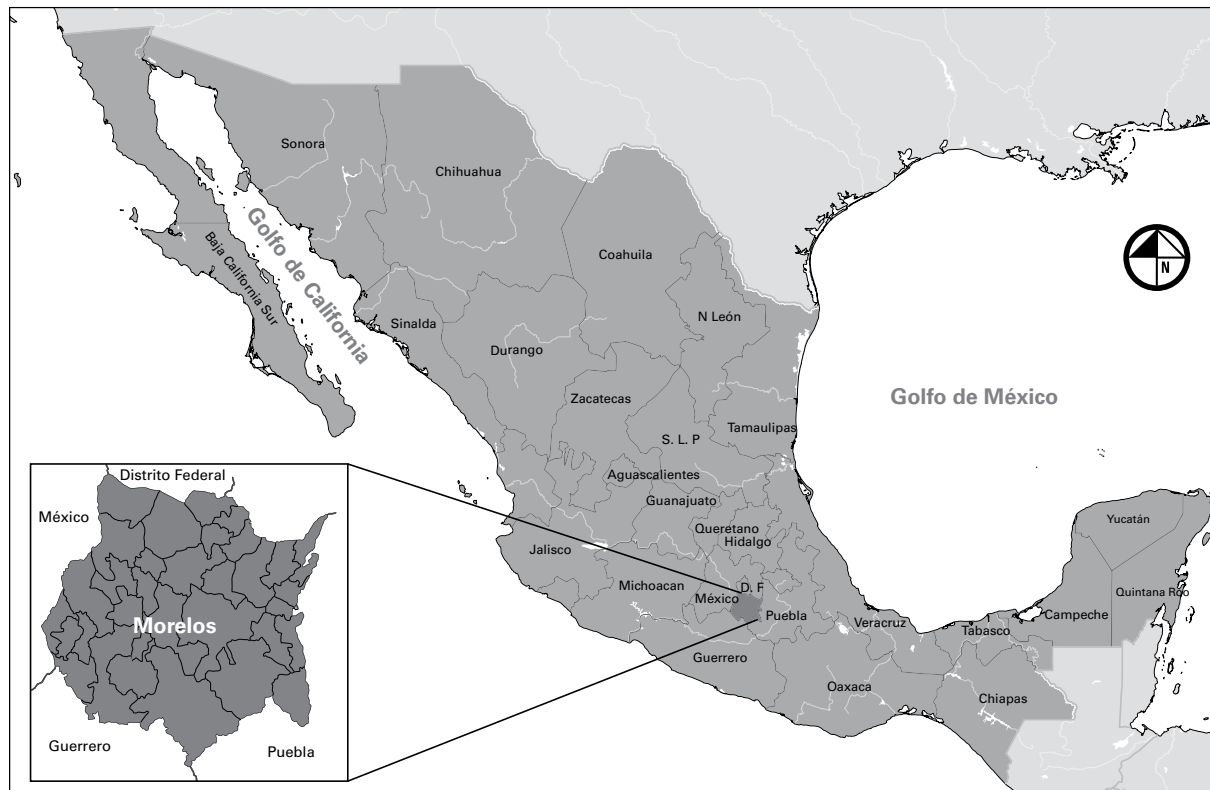 Sonora
Chihuahua
Coahuila
Golfo de California
Baja California Sur
N
N León
Sinalda
Durango
Zacatecas
Golfo de México
Tamaulipas
S. L. P
Aguascalientes
Guanajuato
Queretano
Hidalgo
Jalisco
Michoacan
México
D. F
Puebla
Veracruz
Tabasco
Campeche
Yucatán
Quintana Roo
Guerrero
Oaxaca
Chiapas
Distrito Federal
México
Morelos
Guerrero
Puebla